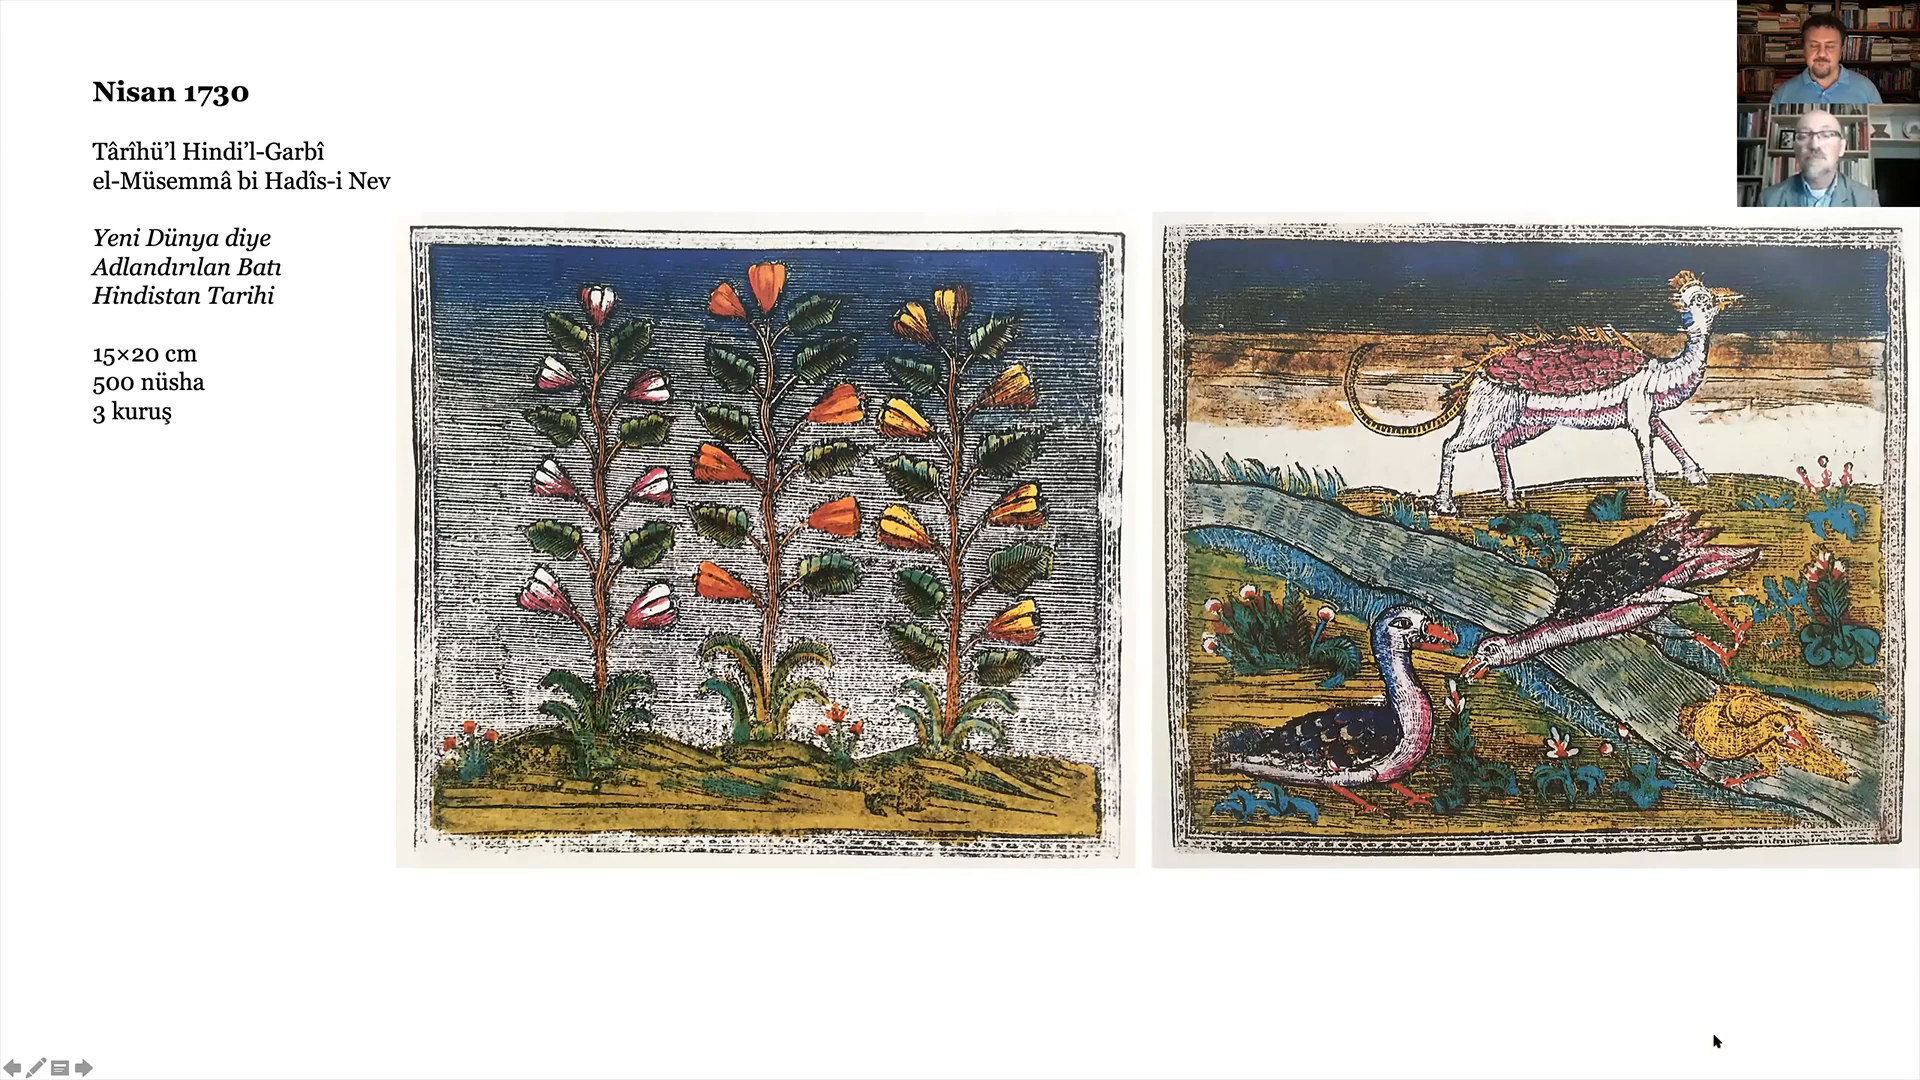 Nisan 1730
Târîhü’l Hindi’l-Garbî
el-Müsemmâ bi Hadîs-i Nev
Yeni Dünya diye
Adlandırılan Batı
Hindistan Tarihi
15×20 cm
500 nüsha
3 kuruş